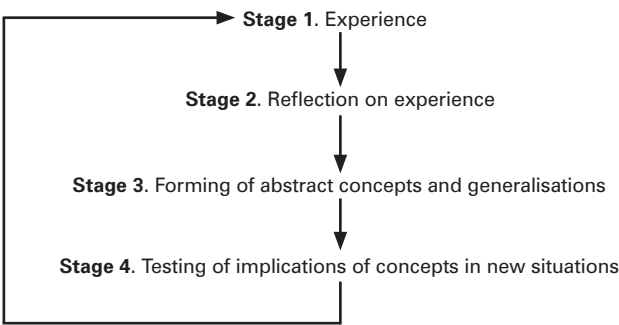 Stage 1. Experience
Stage 2. Reflection on experience
Stage 3. Forming of abstract concepts and generalisations
Stage 4. Testing of implications of concepts in new situations